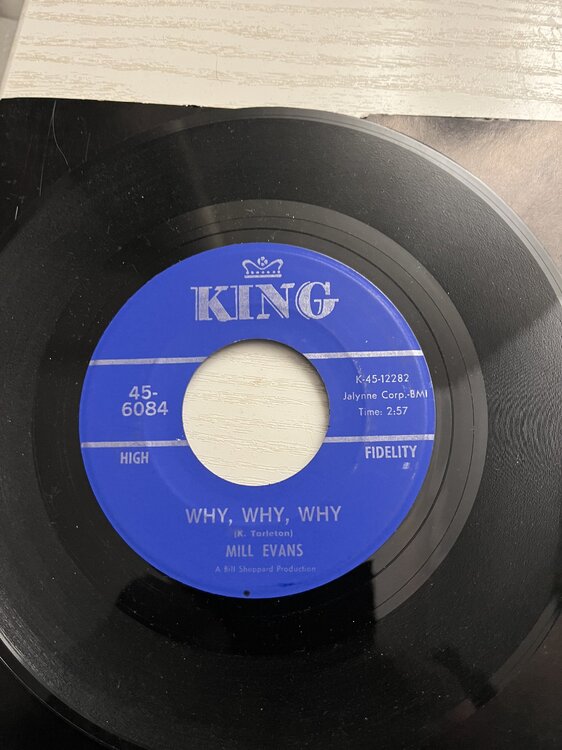 KING
45-
6084
K-45-12282
Jalynne Corp.-BMI
Time: 2:57
HIGH
FIDELITY
WHY, WHY, WHY
(K. Tarleton)
MILL EVANS
A Bill Sheppard Production